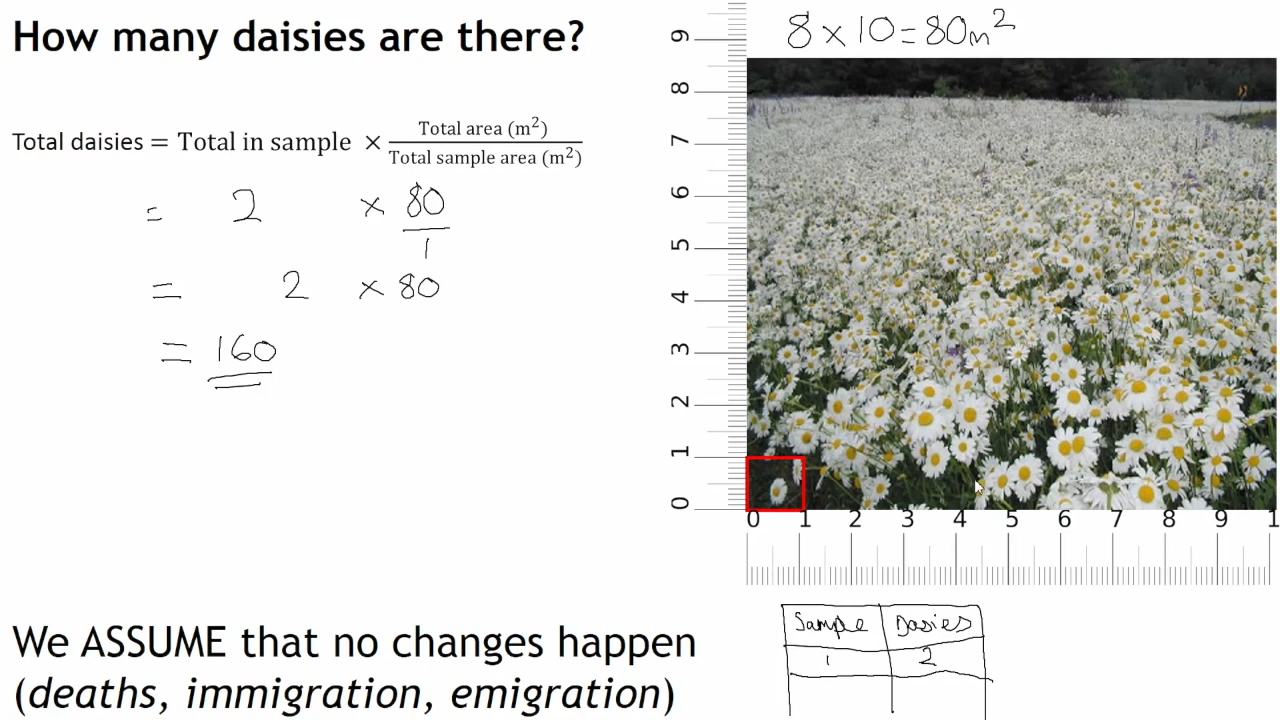 How many daisies are there?
8 × 10 = 80m²
Total daisies = Total in sample × Total area (m²) / Total sample area (m²)
= 2 × 80 / 1
= 2 × 80
= 160
9
8
7
6
5
4
3
2
1
0
0 1 2 3 4 5 6 7 8 9 1
We ASSUME that no changes happen
(deaths, immigration, emigration)
Sample Dasies
1 2